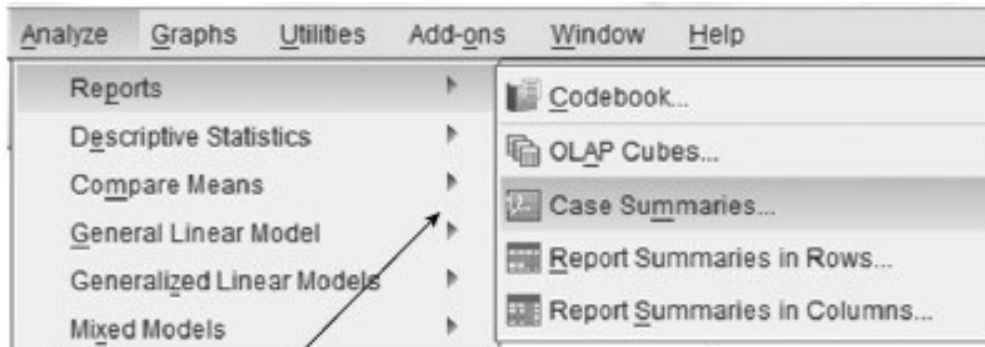 Analyze Graphs Utilities Add-ons Window Help
Reports
Descriptive Statistics
Compare Means
General Linear Model
Generalized Linear Models
Mixed Models
Codebook...
OLAP Cubes...
Case Summaries...
Report Summaries in Rows...
Report Summaries in Columns...